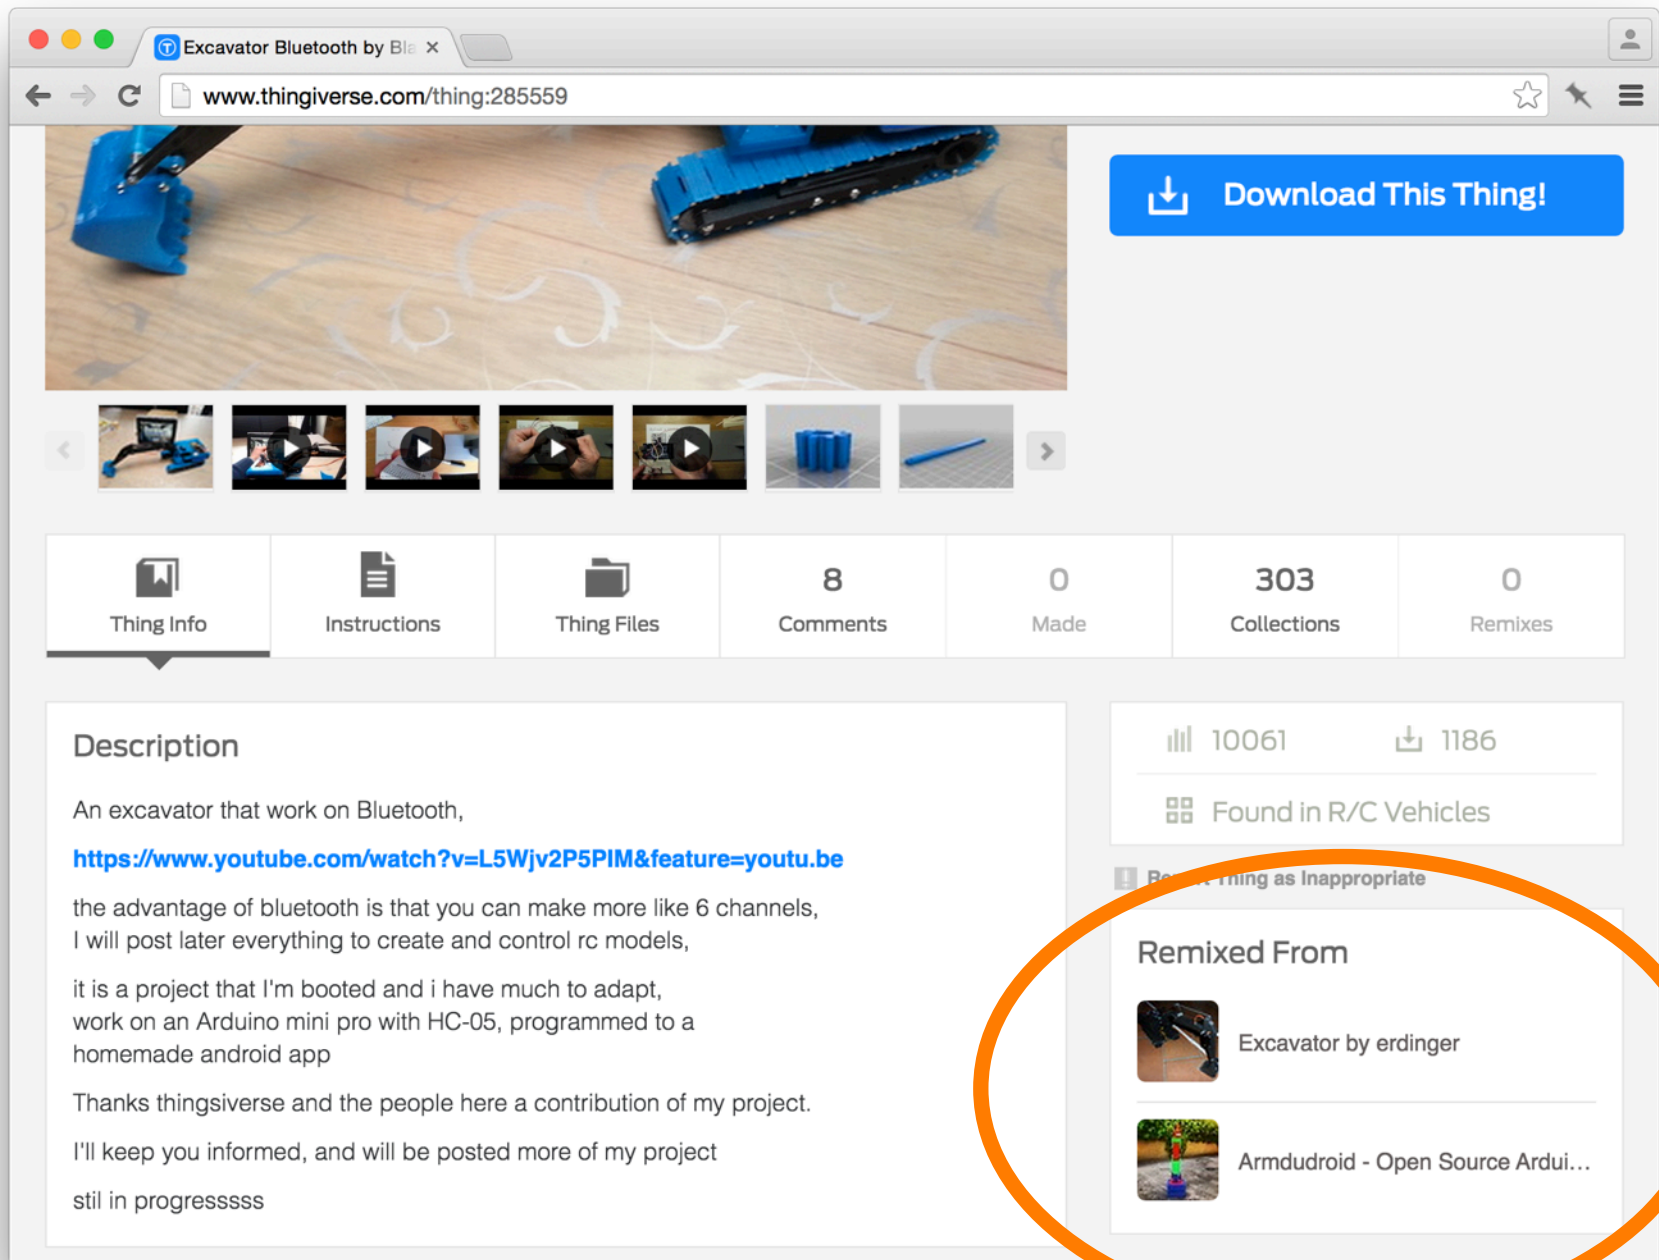 Excavator Bluetooth by Bla
www.thingiverse.com/thing:285559
Download This Thing!
Thing Info
Instructions
Thing Files
8
Comments
0
Made
303
Collections
0
Remixes
Description
An excavator that work on Bluetooth,
https://www.youtube.com/watch?v=L5Wjv2P5PIM&feature=youtu.be
the advantage of bluetooth is that you can make more like 6 channels,
I will post later everything to create and control rc models,
it is a project that I'm booted and i have much to adapt,
work on an Arduino mini pro with HC-05, programmed to a
homemade android app
Thanks thingsiverse and the people here a contribution of my project.
I'll keep you informed, and will be posted more of my project
stil in progresssss
10061
1186
Found in R/C Vehicles
Report Thing as Inappropriate
Remixed From
Excavator by erdinger
Armdudroid - Open Source Ardui...